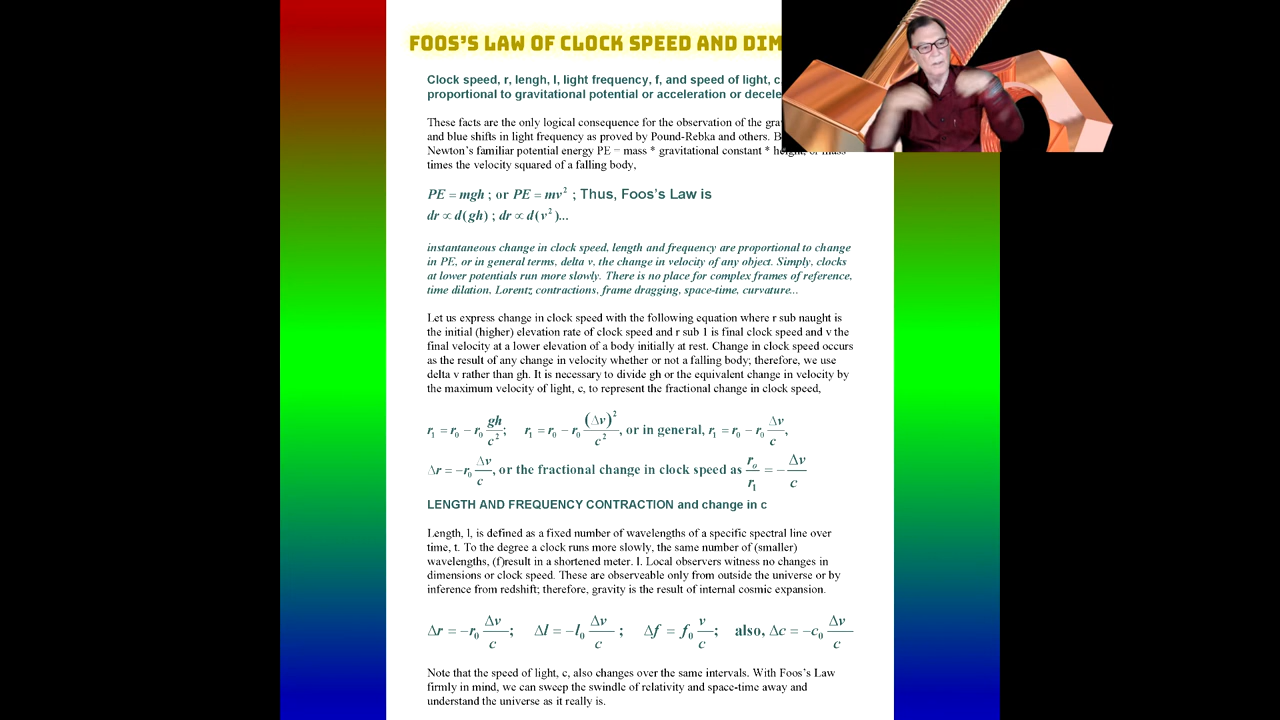 FOOS'S LAW OF CLOCK SPEED AND DIM
Clock speed, r, lengh, l, light frequency, f, and speed of light, c
proportional to gravitational potential or acceleration or decele
These facts are the only logical consequence for the observation of the gra
and blue shifts in light frequency as proved by Pound-Rebka and others. B
Newton's familiar potential energy PE = mass * gravitational constant * height, or mass
times the velocity squared of a falling body,
PE = mgh ; or PE = mv² ; Thus, Foos's Law is
dr ∝ d(gh) ; dr ∝ d(v²)...
instantaneous change in clock speed, length and frequency are proportional to change
in PE, or in general terms, delta v, the change in velocity of any object. Simply, clocks
at lower potentials run more slowly. There is no place for complex frames of reference,
time dilation, Lorentz contractions, frame dragging, space-time, curvature...
Let us express change in clock speed with the following equation where r sub naught is
the initial (higher) elevation rate of clock speed and r sub 1 is final clock speed and v the
final velocity at a lower elevation of a body initially at rest. Change in clock speed occurs
as the result of any change in velocity whether or not a falling body; therefore, we use
delta v rather than gh. It is necessary to divide gh or the equivalent change in velocity by
the maximum velocity of light, c, to represent the fractional change in clock speed,
r₁ = r₀ − r₀ gh/c²; r₁ = r₀ − r₀ (Δv)²/c², or in general, r₁ = r₀ − r₀ Δv/c,
Δr = −r₀ Δv/c, or the fractional change in clock speed as rₒ/r₁ = − Δv/c
LENGTH AND FREQUENCY CONTRACTION and change in c
Length, l, is defined as a fixed number of wavelengths of a specific spectral line over
time, t. To the degree a clock runs more slowly, the same number of (smaller)
wavelengths, (f)result in a shortened meter. l. Local observers witness no changes in
dimensions or clock speed. These are observeable only from outside the universe or by
inference from redshift; therefore, gravity is the result of internal cosmic expansion.
Δr = −r₀ Δv/c; Δl = −l₀ Δv/c ; Δf = f₀ v/c; also, Δc = −c₀ Δv/c
Note that the speed of light, c, also changes over the same intervals. With Foos's Law
firmly in mind, we can sweep the swindle of relativity and space-time away and
understand the universe as it really is.